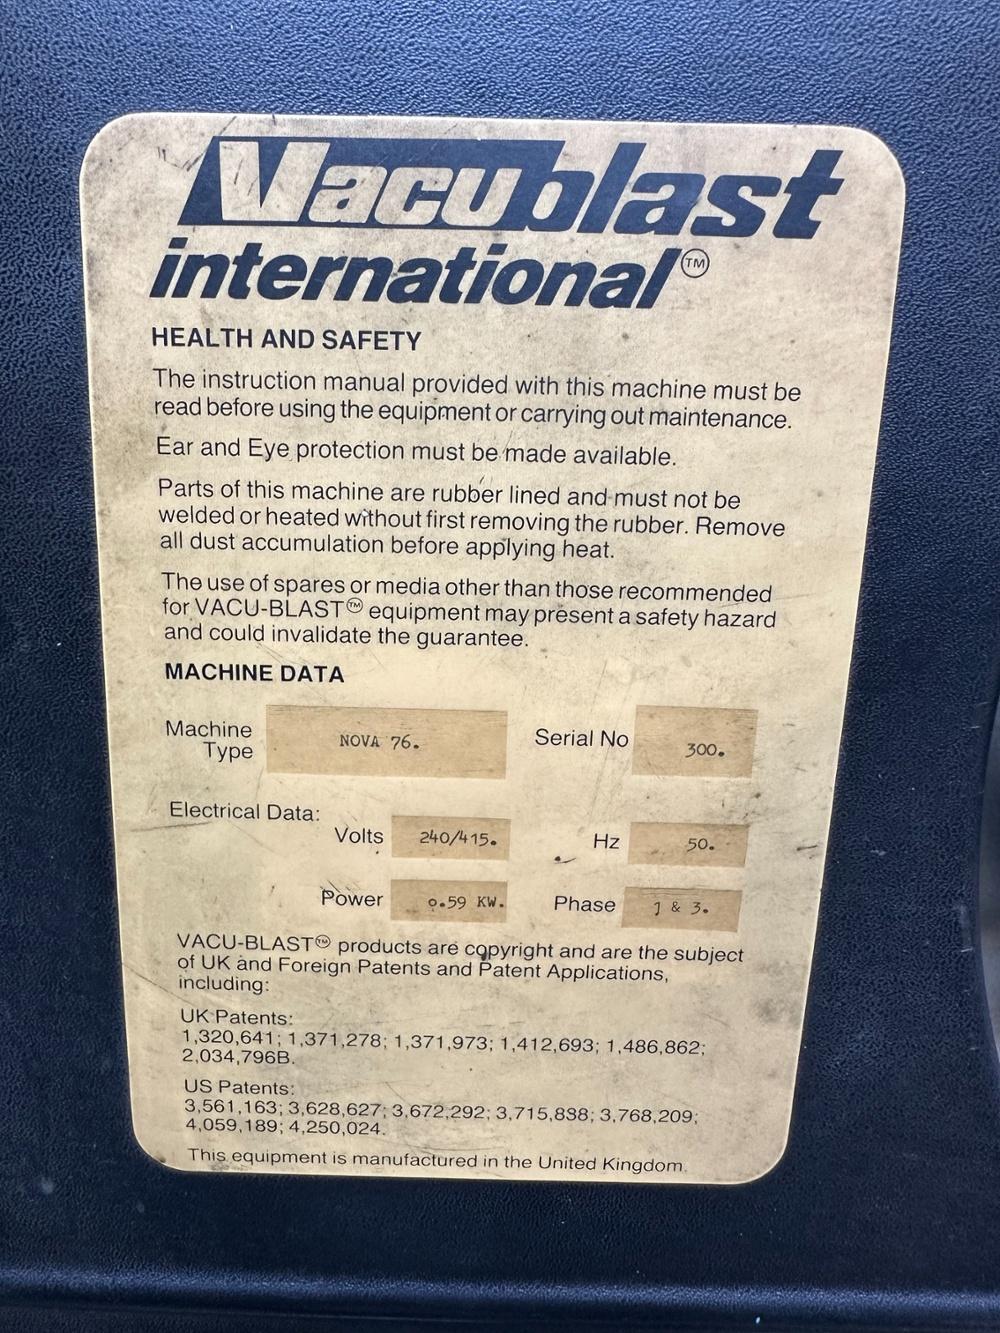 Vacublast
international™
HEALTH AND SAFETY
The instruction manual provided with this machine must be
read before using the equipment or carrying out maintenance.
Ear and Eye protection must be made available.
Parts of this machine are rubber lined and must not be
welded or heated without first removing the rubber. Remove
all dust accumulation before applying heat.
The use of spares or media other than those recommended
for VACU-BLAST™ equipment may present a safety hazard
and could invalidate the guarantee.
MACHINE DATA
Machine Type NOVA 76. Serial No 300.
Electrical Data:
Volts 240/415. Hz 50.
Power 0.59 KW. Phase 1 & 3.
VACU-BLAST™ products are copyright and are the subject
of UK and Foreign Patents and Patent Applications,
including:
UK Patents:
1,320,641; 1,371,278; 1,371,973; 1,412,693; 1,486,862;
2,034,796B.
US Patents:
3,561,163; 3,628,627; 3,672,292; 3,715,838; 3,768,209;
4,059,189; 4,250,024.
This equipment is manufactured in the United Kingdom.